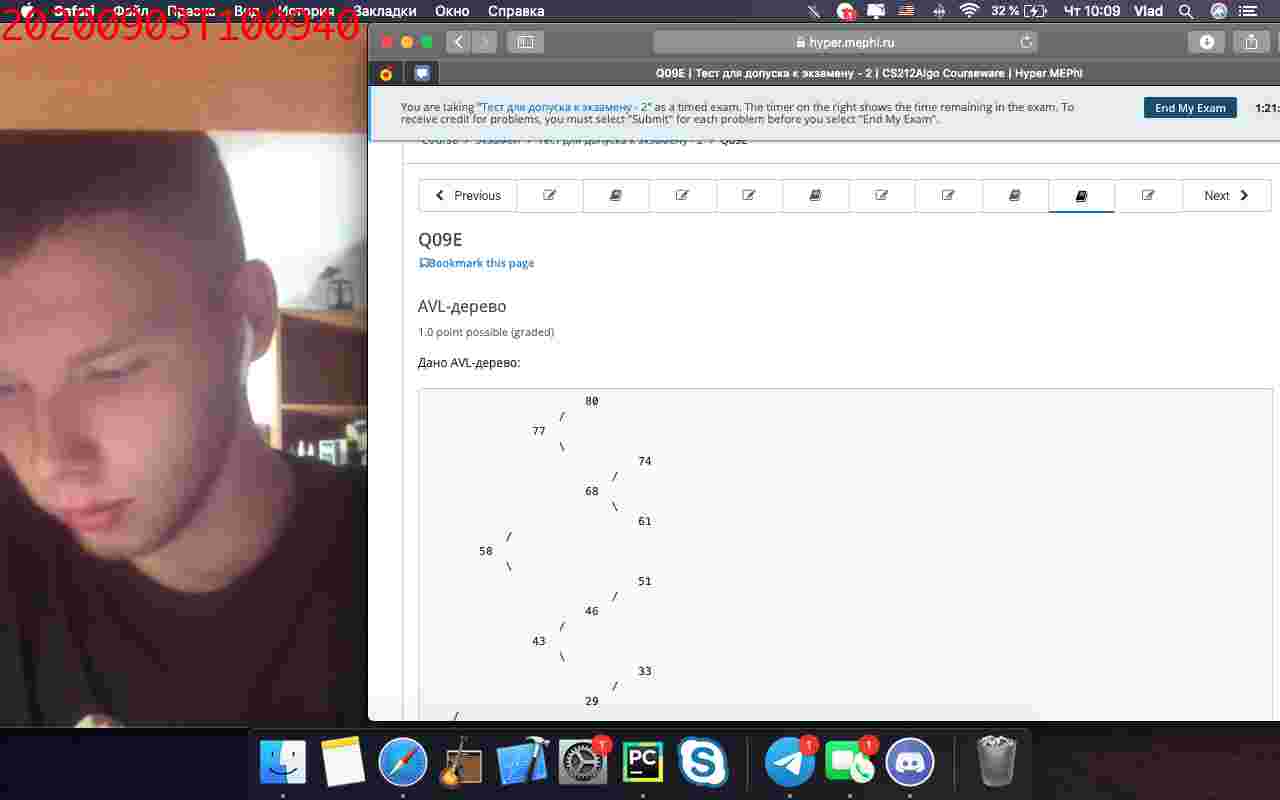 Safari Файл Правка Вид История Закладки Окно Справка 32 % Чт 10:09 Vlad
20200903T100940
hyper.mephi.ru
Q09E | Тест для допуска к экзамену - 2 | CS212Algo Courseware | Hyper.MEPhI
You are taking "Тест для допуска к экзамену - 2" as a timed exam. The timer on the right shows the time remaining in the exam. To
receive credit for problems, you must select "Submit" for each problem before you select "End My Exam".
End My Exam
1:21:
Course > Экзамен > Тест для допуска к экзамену - 2 > Q09E
Previous
Next
Q09E
Bookmark this page
AVL-дерево
1.0 point possible (graded)
Дано AVL-дерево:
80
/
77
\
74
/
68
\
61
/
58
\
51
/
46
/
43
\
33
/
29
/
1
PC
1
1